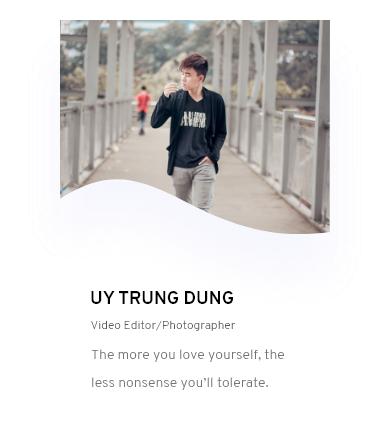 UY TRUNG DUNG
Video Editor/Photographer
The more you love yourself, the
less nonsense you'll tolerate.